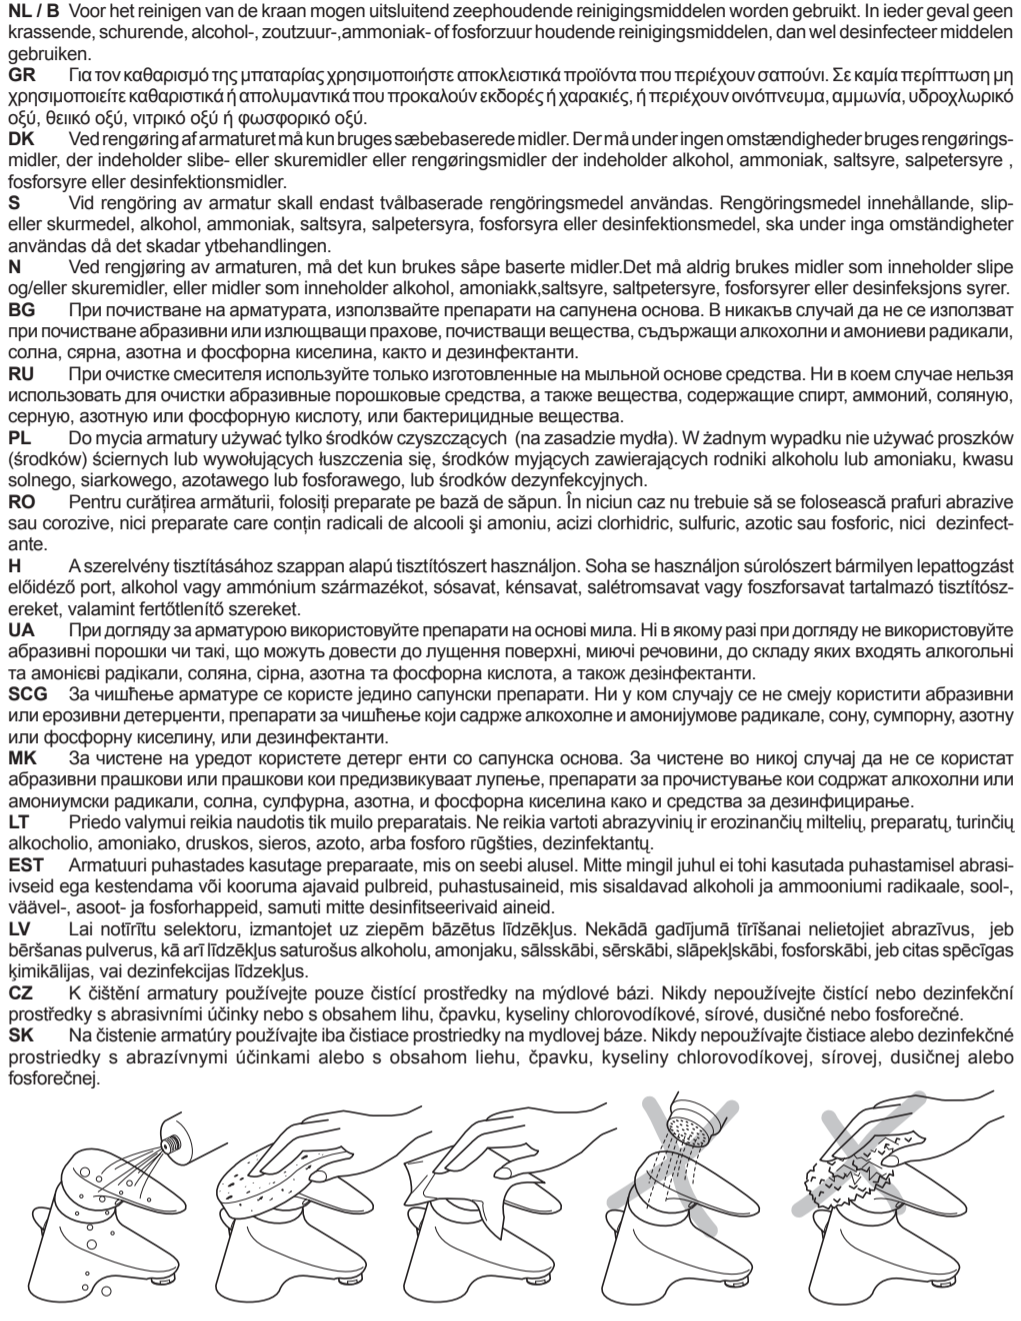 NL / B Voor het reinigen van de kraan mogen uitsluitend zeephoudende reinigingsmiddelen worden gebruikt. In ieder geval geen
krassende, schurende, alcohol-, zoutzuur-,ammoniak- of fosforzuur houdende reinigingsmiddelen, dan wel desinfecteer middelen
gebruiken.
GR Για τον καθαρισμό της μπαταρίας χρησιμοποιήστε αποκλειστικά προϊόντα που περιέχουν σαπούνι. Σε καμία περίπτωση μη
χρησιμοποιείτε καθαριστικά ή απολυμαντικά που προκαλούν εκδορές ή χαρακιές, ή περιέχουν οινόπνευμα, αμμωνία, υδροχλωρικό
οξύ, θειικό οξύ, νιτρικό οξύ ή φωσφορικό οξύ.
DK Ved rengøring af armaturet må kun bruges sæbebaserede midler. Der må under ingen omstændigheder bruges rengørings-
midler, der indeholder slibe- eller skuremidler eller rengøringsmidler der indeholder alkohol, ammoniak, saltsyre, salpetersyre ,
fosforsyre eller desinfektionsmidler.
S Vid rengöring av armatur skall endast tvålbaserade rengöringsmedel användas. Rengöringsmedel innehållande, slip-
eller skurmedel, alkohol, ammoniak, saltsyra, salpetersyra, fosforsyra eller desinfektionsmedel, ska under inga omständigheter
användas då det skadar ytbehandlingen.
N Ved rengjøring av armaturen, må det kun brukes såpe baserte midler.Det må aldrig brukes midler som inneholder slipe
og/eller skuremidler, eller midler som inneholder alkohol, amoniakk,saltsyre, saltpetersyre, fosforsyrer eller desinfeksjons syrer.
BG При почистване на арматурата, използвайте препарати на сапунена основа. В никакъв случай да не се използват
при почистване абразивни или излющващи прахове, почистващи вещества, съдържащи алкохолни и амониеви радикали,
солна, сярна, азотна и фосфорна киселина, както и дезинфектанти.
RU При очистке смесителя используйте только изготовленные на мыльной основе средства. Ни в коем случае нельзя
использовать для очистки абразивные порошковые средства, а также вещества, содержащие спирт, аммоний, соляную,
серную, азотную или фосфорную кислоту, или бактерицидные вещества.
PL Do mycia armatury używać tylko środków czyszczących (na zasadzie mydła). W żadnym wypadku nie używać proszków
(środków) ściernych lub wywołujących łuszczenia się, środków myjących zawierających rodniki alkoholu lub amoniaku, kwasu
solnego, siarkowego, azotawego lub fosforawego, lub środków dezynfekcyjnych.
RO Pentru curățirea armăturii, folosiți preparate pe bază de săpun. În niciun caz nu trebuie să se folosească prafuri abrazive
sau corozive, nici preparate care conțin radicali de alcooli și amoniu, acizi clorhidric, sulfuric, azotic sau fosforic, nici dezinfect-
ante.
H A szerelvény tisztításához szappan alapú tisztítószert használjon. Soha se használjon súrolószert bármilyen lepattogzást
előidéző port, alkohol vagy ammónium származékot, sósavat, kénsavat, salétromsavat vagy foszforsavat tartalmazó tisztítósz-
ereket, valamint fertőtlenítő szereket.
UA При догляду за арматурою використовуйте препарати на основі мила. Ні в якому разі при догляду не використовуйте
абразивні порошки чи такі, що можуть довести до лущення поверхні, миючі речовини, до складу яких входять алкогольні
та амонієві радікали, соляна, сірна, азотна та фосфорна кислота, а також дезінфектанти.
SCG За чишћење арматуре се користе једино сапунски препарати. Ни у ком случају се не смеју користити абразивни
или ерозивни детерџенти, препарати за чишћење који садрже алкохолне и амонијумове радикале, сону, сумпорну, азотну
или фосфорну киселину, или дезинфектанти.
MK За чистене на уредот користете детерг енти со сапунска основа. За чистене во никој случај да не се користат
абразивни прашкови или прашкови кои предизвикуваат лупење, препарати за прочистување кои содржат алкохолни или
амониумски радикали, солна, сулфурна, азотна, и фосфорна киселина како и средства за дезинфицирање.
LT Priedo valymui reikia naudotis tik muilo preparatais. Ne reikia vartoti abrazyvinių ir erozinančių miltelių, preparatų, turinčių
alkocholio, amoniako, druskos, sieros, azoto, arba fosforo rūgšties, dezinfektantų.
EST Armatuuri puhastades kasutage preparaate, mis on seebi alusel. Mitte mingil juhul ei tohi kasutada puhastamisel abrasi-
ivseid ega kestendama või kooruma ajavaid pulbreid, puhastusaineid, mis sisaldavad alkoholi ja ammooniumi radikaale, sool-,
väävel-, asoot- ja fosforhappeid, samuti mitte desinfitseerivaid aineid.
LV Lai notīrītu selektoru, izmantojet uz ziepēm bāzētus līdzēkļus. Nekādā gadījumā tīrīšanai nelietojiet abrazīvus, jeb
bēršanas pulverus, kā arī līdzēkļus saturošus alkoholu, amonjaku, sālsskābi, sērskābi, slāpekļskābi, fosforskābi, jeb citas spēcīgas
ķimikālijas, vai dezinfekcijas līdzekļus.
CZ K čištění armatury používejte pouze čistící prostředky na mýdlové bázi. Nikdy nepoužívejte čistící nebo dezinfekční
prostředky s abrasivními účinky nebo s obsahem lihu, čpavku, kyseliny chlorovodíkové, sírové, dusičné nebo fosforečné.
SK Na čistenie armatúry používajte iba čistiace prostriedky na mydlovej báze. Nikdy nepoužívajte čistiace alebo dezinfekčné
prostriedky s abrazívnymi účinkami alebo s obsahom liehu, čpavku, kyseliny chlorovodíkovej, sírovej, dusičnej alebo
fosforečnej.